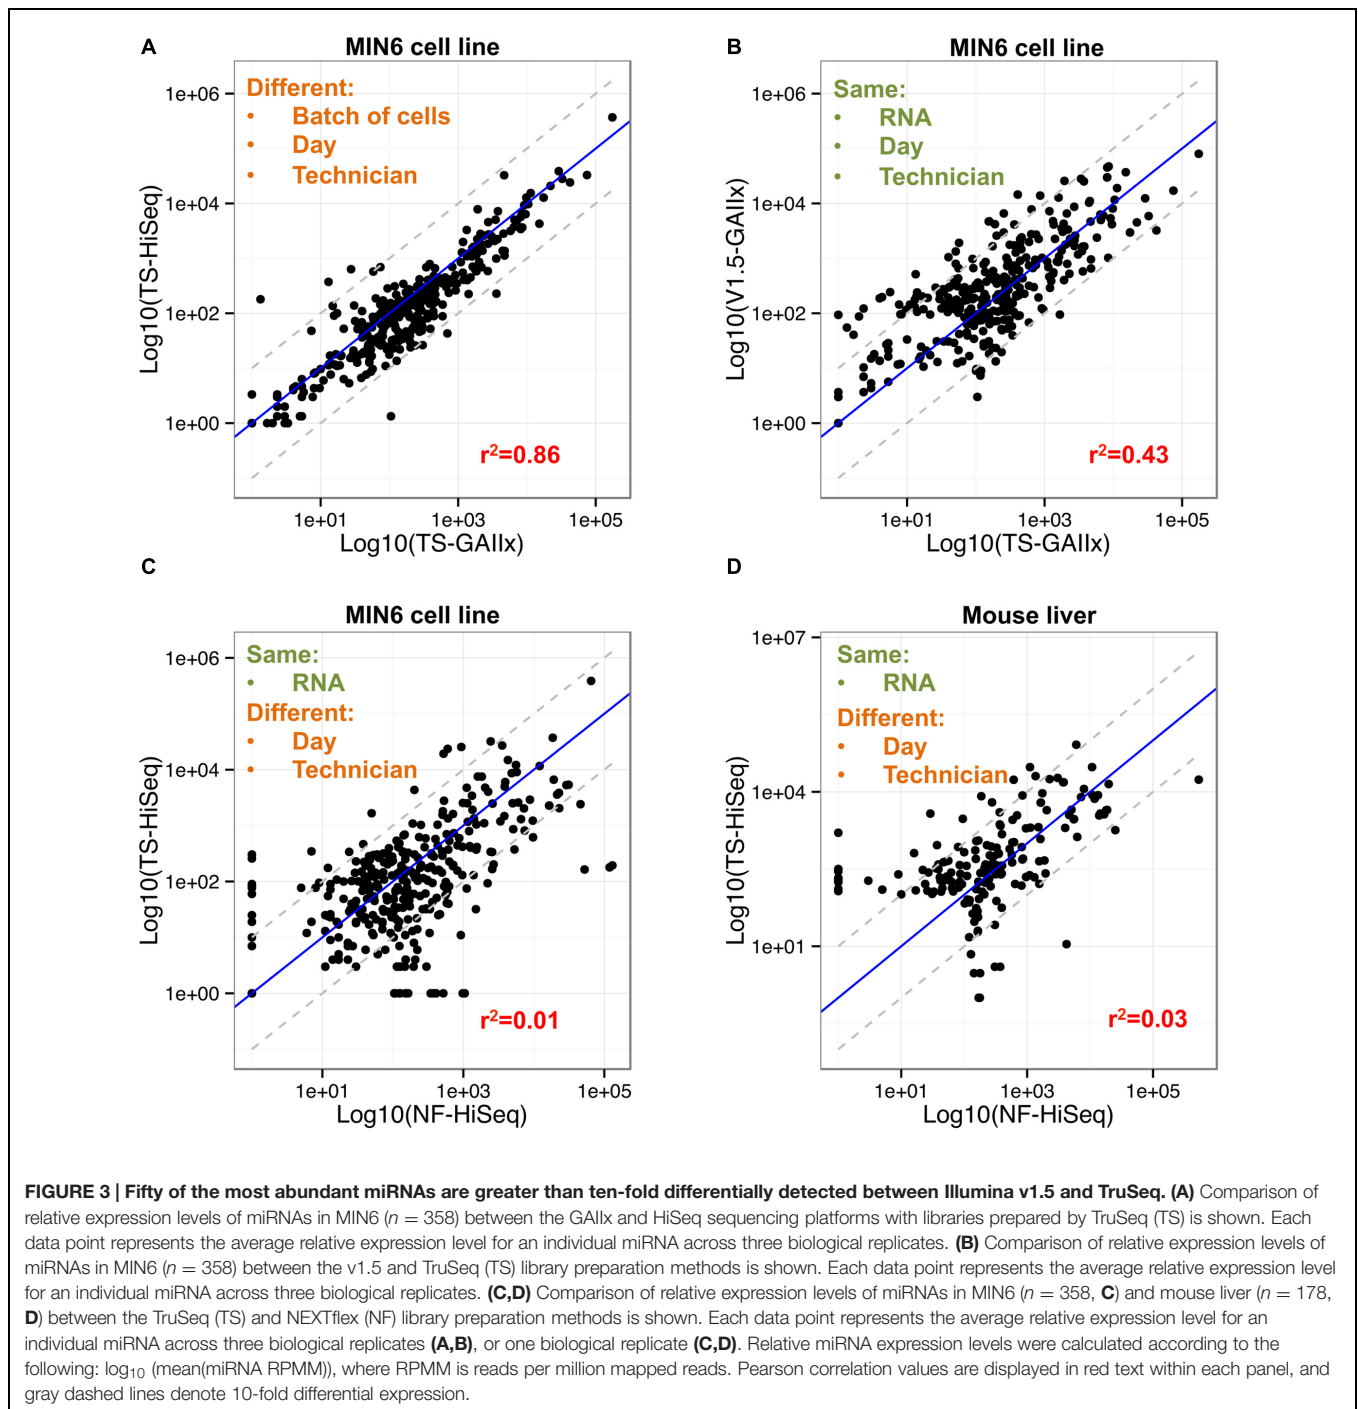 A
MIN6 cell line
Different:
• Batch of cells
• Day
• Technician
1e+06
1e+04
1e+02
1e+00
Log10(TS-HiSeq)
r²=0.86
1e+01
1e+03
1e+05
Log10(TS-GAIIx)
B
MIN6 cell line
Same:
• RNA
• Day
• Technician
1e+06
1e+04
1e+02
1e+00
Log10(V1.5-GAIIx)
r²=0.43
1e+01
1e+03
1e+05
Log10(TS-GAIIx)
C
MIN6 cell line
Same:
• RNA
Different:
• Day
• Technician
1e+06
1e+04
1e+02
1e+00
Log10(TS-HiSeq)
r²=0.01
1e+01
1e+03
1e+05
Log10(NF-HiSeq)
D
Mouse liver
Same:
• RNA
Different:
• Day
• Technician
1e+07
1e+04
1e+01
Log10(TS-HiSeq)
r²=0.03
1e+01
1e+03
1e+05
Log10(NF-HiSeq)
FIGURE 3 | Fifty of the most abundant miRNAs are greater than ten-fold differentially detected between Illumina v1.5 and TruSeq. (A) Comparison of
relative expression levels of miRNAs in MIN6 (n = 358) between the GAIIx and HiSeq sequencing platforms with libraries prepared by TruSeq (TS) is shown. Each
data point represents the average relative expression level for an individual miRNA across three biological replicates. (B) Comparison of relative expression levels of
miRNAs in MIN6 (n = 358) between the v1.5 and TruSeq (TS) library preparation methods is shown. Each data point represents the average relative expression level
for an individual miRNA across three biological replicates. (C,D) Comparison of relative expression levels of miRNAs in MIN6 (n = 358, C) and mouse liver (n = 178,
D) between the TruSeq (TS) and NEXTflex (NF) library preparation methods is shown. Each data point represents the average relative expression level for an
individual miRNA across three biological replicates (A,B), or one biological replicate (C,D). Relative miRNA expression levels were calculated according to the
following: log₁₀ (mean(miRNA RPMM)), where RPMM is reads per million mapped reads. Pearson correlation values are displayed in red text within each panel, and
gray dashed lines denote 10-fold differential expression.